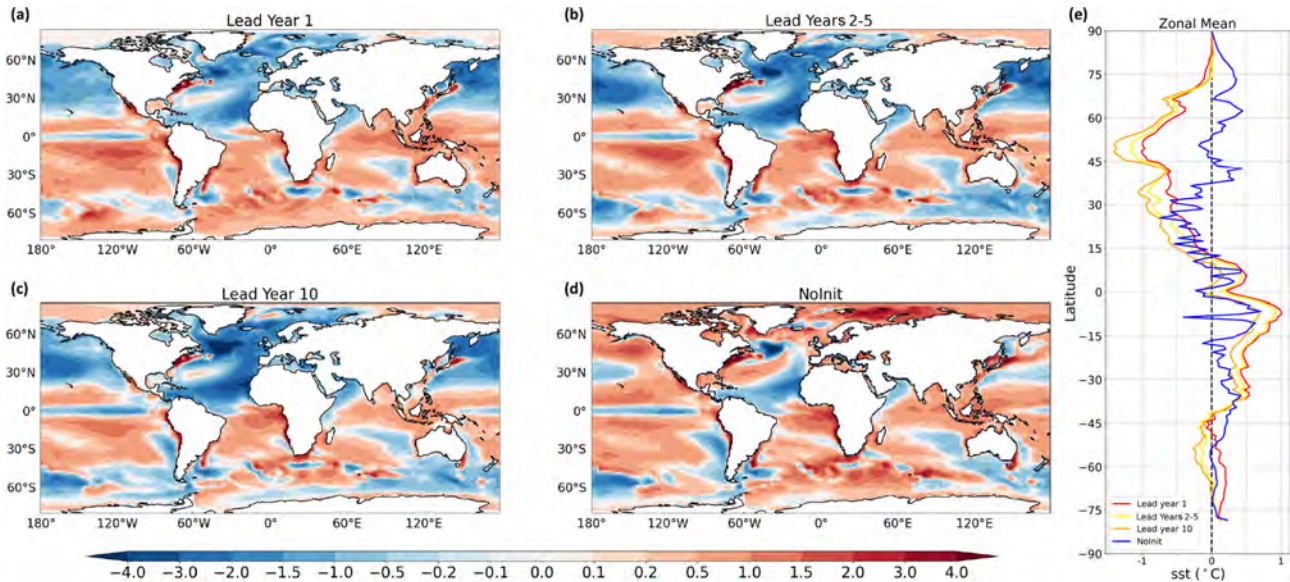 (a)
Lead Year 1
60°N
30°N
0°
30°S
60°S
180°
120°W
60°W
0°
60°E
120°E
(b)
Lead Years 2-5
60°N
30°N
0°
30°S
60°S
180°
120°W
60°W
0°
60°E
120°E
(c)
Lead Year 10
60°N
30°N
0°
30°S
60°S
180°
120°W
60°W
0°
60°E
120°E
(d)
NoInit
60°N
30°N
0°
30°S
60°S
180°
120°W
60°W
0°
60°E
120°E
−4.0 −3.0 −2.0 −1.5 −1.0 −0.5 −0.2 −0.1 0.0 0.1 0.2 0.5 1.0 1.5 2.0 3.0 4.0
(e)
Zonal Mean
90
75
60
45
30
15
0
−15
−30
−45
−60
−75
−90
Latitude
Lead year 1
Lead Years 2-5
Lead year 10
NoInit
−1 0 1
sst (°C)